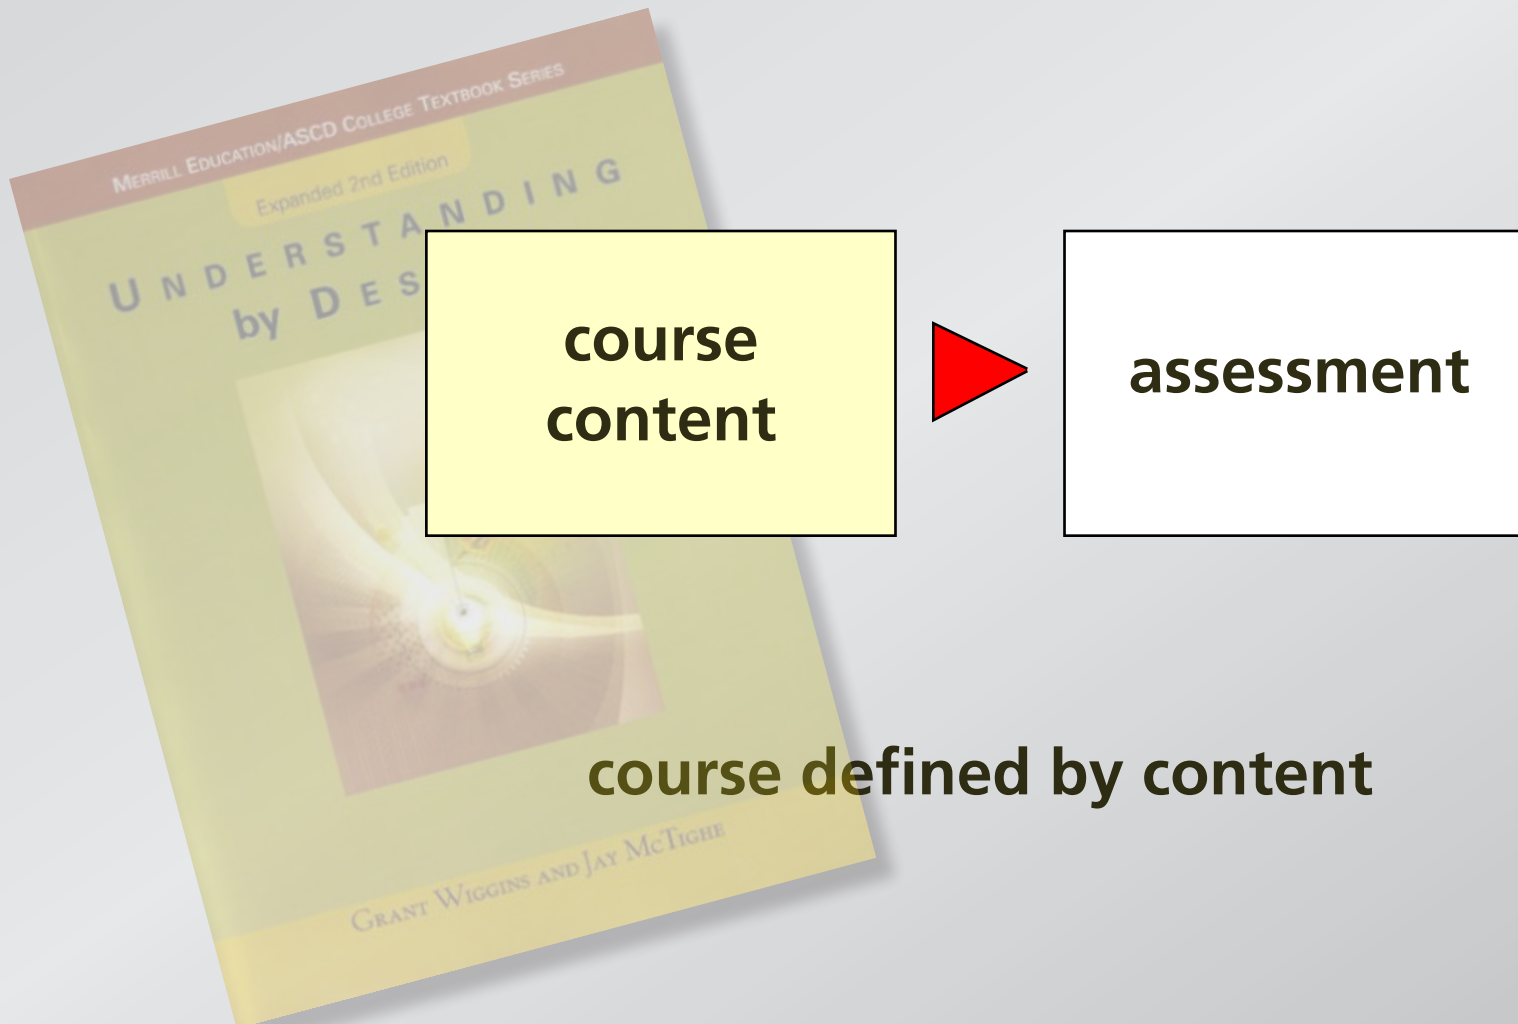 MERRILL EDUCATION/ASCD COLLEGE TEXTBOOK SERIES
Expanded 2nd Edition
UNDERSTANDING
by DES
course
content
assessment
course defined by content
GRANT WIGGINS AND JAY MCTIGHE